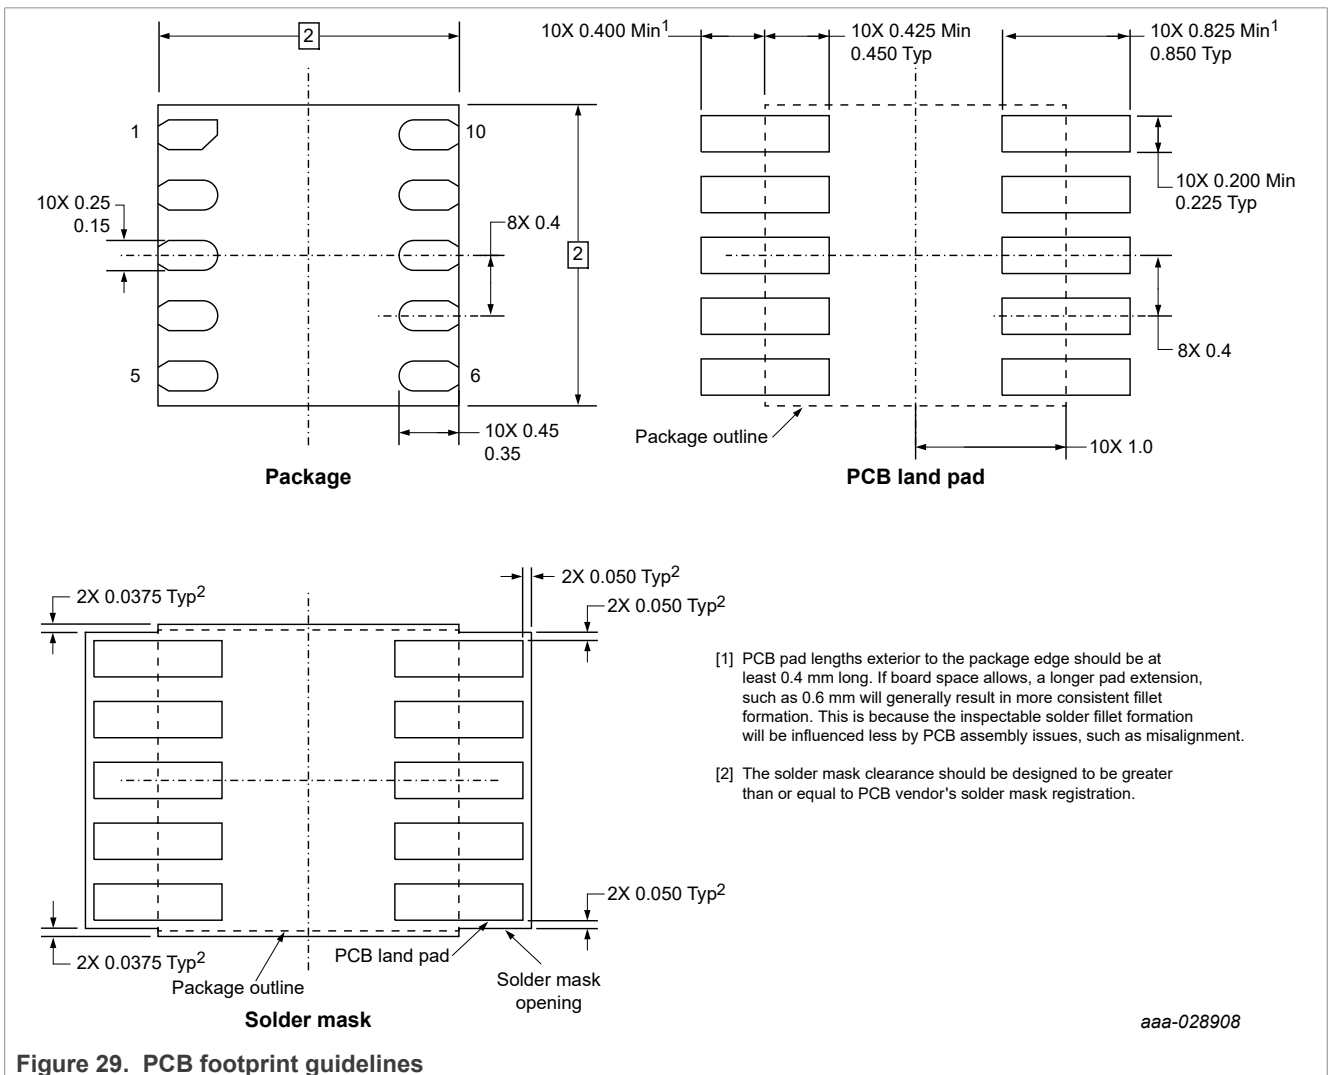 2
10X 0.400 Min1
10X 0.425 Min
0.450 Typ
10X 0.825 Min1
0.850 Typ
1
10
10X 0.25
0.15
8X 0.4
2
10X 0.200 Min
0.225 Typ
8X 0.4
5
6
10X 0.45
0.35
Package outline
10X 1.0
Package
PCB land pad
2X 0.0375 Typ2
2X 0.050 Typ2
2X 0.050 Typ2
[1] PCB pad lengths exterior to the package edge should be at
least 0.4 mm long. If board space allows, a longer pad extension,
such as 0.6 mm will generally result in more consistent fillet
formation. This is because the inspectable solder fillet formation
will be influenced less by PCB assembly issues, such as misalignment.
[2] The solder mask clearance should be designed to be greater
than or equal to PCB vendor's solder mask registration.
2X 0.050 Typ2
2X 0.0375 Typ2
PCB land pad
Package outline
Solder mask
opening
Solder mask
aaa-028908
Figure 29. PCB footprint guidelines